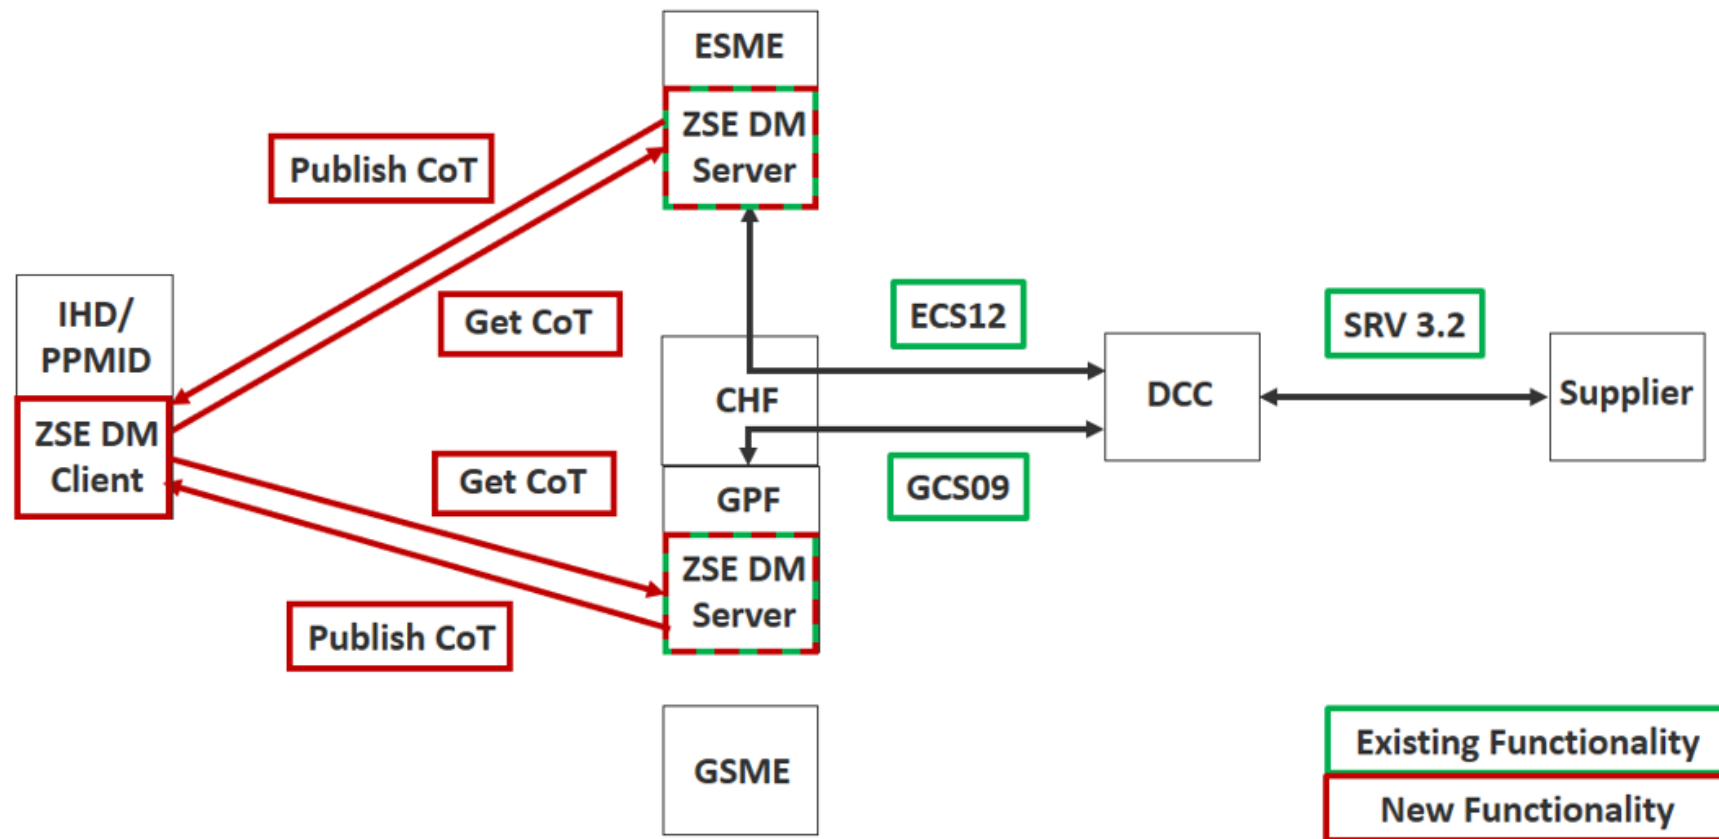 ESME
ZSE DM
Server
Publish CoT
Get CoT
IHD/
PPMID
ZSE DM
Client
ECS12
SRV 3.2
CHF
DCC
Supplier
Get CoT
GCS09
GPF
ZSE DM
Server
Publish CoT
GSME
Existing Functionality
New Functionality